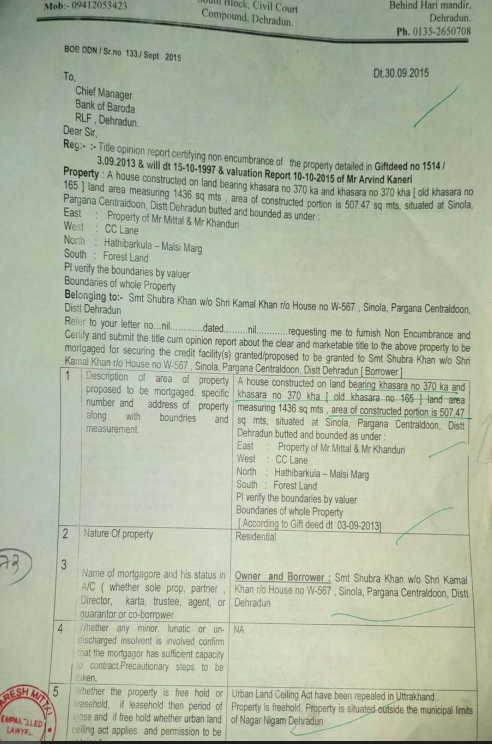 Mob:- 09412053423
South Block, Civil Court
Compound, Dehradun.
Behind Hari mandir,
Dehradun.
Ph. 0135-2650708
BOB DDN / Sr.no 133./ Sept 2015
Dt.30.09.2015
To,
Chief Manager
Bank of Baroda
RLF , Dehradun.
Dear Sir,
Reg:- :- Title opinion report certifying non encumbrance of the property detailed in Giftdeed no 1514 /
3.09.2013 & will dt 15-10-1997 & valuation Report 10-10-2015 of Mr Arvind Kaneri
Property : A house constructed on land bearing khasara no 370 ka and khasara no 370 kha [ old khasara no
165 ] land area measuring 1436 sq mts , area of constructed portion is 507.47 sq mts, situated at Sinola,
Pargana Centraldoon, Distt Dehradun butted and bounded as under :
East : Property of Mr Mittal & Mr Khanduri
West : CC Lane
North : Hathibarkula – Malsi Marg
South : Forest Land
Pl verify the boundaries by valuer
Boundaries of whole Property
Belonging to:- Smt Shubra Khan w/o Shri Kamal Khan r/o House no W-567 , Sinola, Pargana Centraldoon,
Distt Dehradun
Refer to your letter no...nil............dated.........nil...........requesting me to furnish Non Encumbrance and
Certify and submit the title cum opinion report about the clear and marketable title to the above property to be
mortgaged for securing the credit facility(s) granted/proposed to be granted to Smt Shubra Khan w/o Shri
Kamal Khan r/o House no W-567 , Sinola, Pargana Centraldoon, Distt Dehradun [ Borrower ]
1 Description of area of property
proposed to be mortgaged. specific
number and address of property
along with boundries and
measurement.
A house constructed on land bearing khasara no 370 ka and
khasara no 370 kha [ old khasara no 165 ] land area
measuring 1436 sq mts , area of constructed portion is 507.47
sq mts, situated at Sinola, Pargana Centraldoon, Distt
Dehradun butted and bounded as under :
East : Property of Mr Mittal & Mr Khanduri
West : CC Lane
North : Hathibarkula – Malsi Marg
South : Forest Land
Pl verify the boundaries by valuer
Boundaries of whole Property
[ According to Gift deed dt 03-09-2013]
2 Nature Of property
Residential
73
3
Name of mortgagore and his status in
A/C ( whether sole prop, partner ,
Director, karta, trustee, agent, or
guarantor or co-borrower
Owner and Borrower : Smt Shubra Khan w/o Shri Kamal
Khan r/o House no W-567 , Sinola, Pargana Centraldoon, Distt
Dehradun
4 Whether any minor, lunatic or un-
discharged insolvent is involved confirm
that the mortgagor has sufficient capacity
to contract.Precautionary steps to be
taken.
NA
5 Whether the property is free hold or
leasehold, if leasehold then period of
lease and if free hold whether urban land
ceiling act applies and permission to be
Urban Land Ceiling Act have been repealed in Uttrakhand .
Property is freehold. Property is situated outside the municipal limits
of Nagar Nigam Dehradun
LAWYER